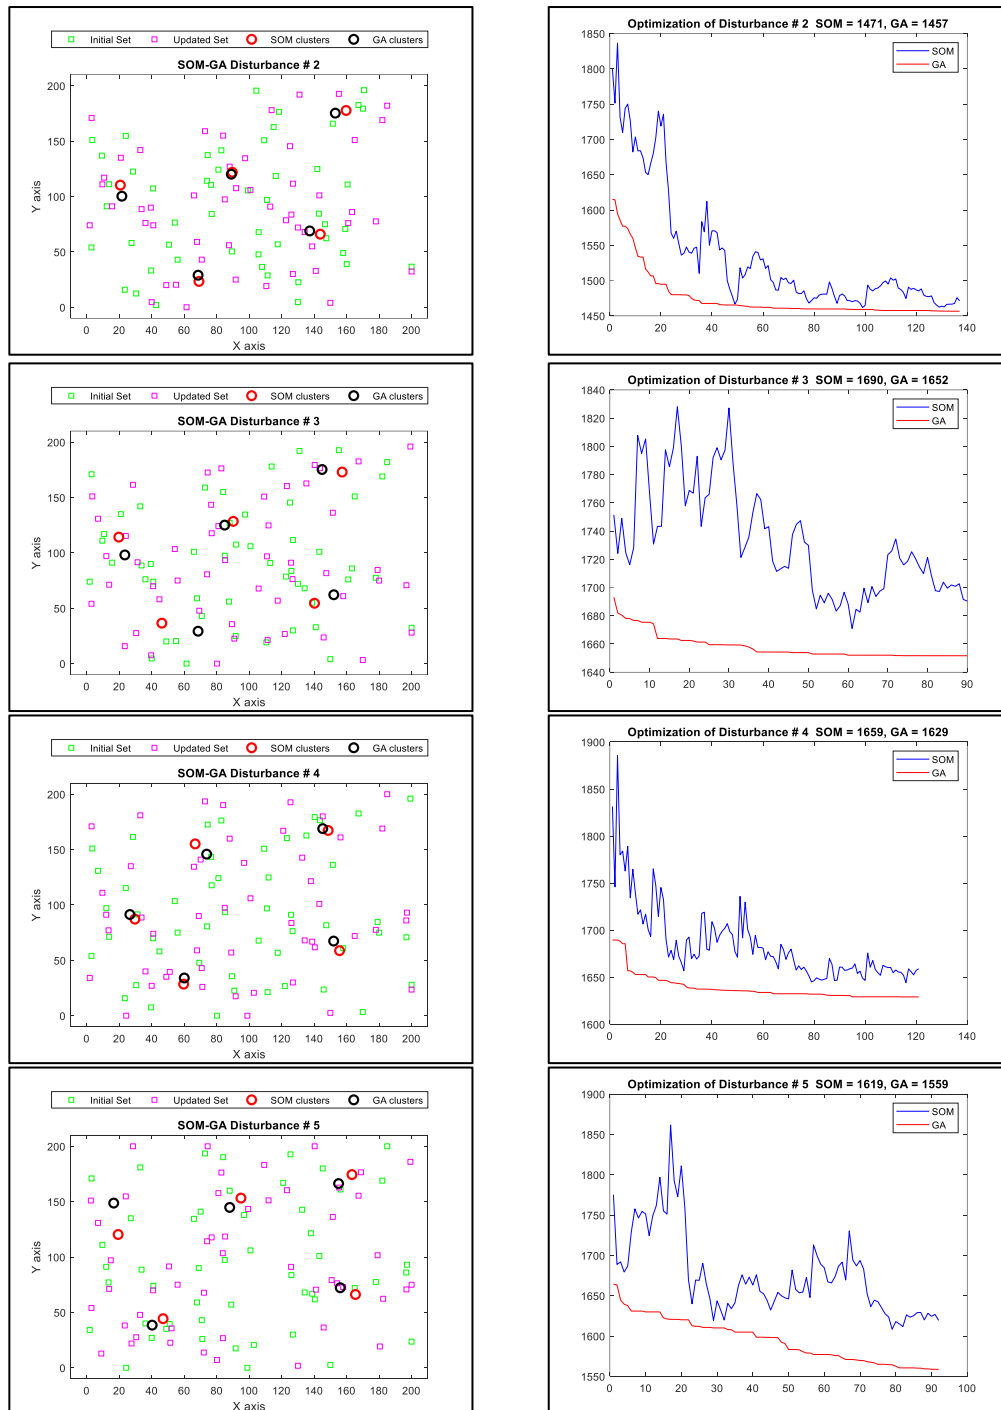 Initial Set Updated Set SOM clusters GA clusters
SOM-GA Disturbance # 2
200
150
100
50
0
Y axis
0 20 40 60 80 100 120 140 160 180 200
X axis
Optimization of Disturbance # 2 SOM = 1471, GA = 1457
SOM
GA
1850
1800
1750
1700
1650
1600
1550
1500
1450
0 20 40 60 80 100 120 140
Initial Set Updated Set SOM clusters GA clusters
SOM-GA Disturbance # 3
200
150
100
50
0
Y axis
0 20 40 60 80 100 120 140 160 180 200
X axis
Optimization of Disturbance # 3 SOM = 1690, GA = 1652
SOM
GA
1840
1820
1800
1780
1760
1740
1720
1700
1680
1660
1640
0 10 20 30 40 50 60 70 80 90
Initial Set Updated Set SOM clusters GA clusters
SOM-GA Disturbance # 4
200
150
100
50
0
Y axis
0 20 40 60 80 100 120 140 160 180 200
X axis
Optimization of Disturbance # 4 SOM = 1659, GA = 1629
SOM
GA
1900
1850
1800
1750
1700
1650
1600
0 20 40 60 80 100 120 140
Initial Set Updated Set SOM clusters GA clusters
SOM-GA Disturbance # 5
200
150
100
50
0
Y axis
0 20 40 60 80 100 120 140 160 180 200
X axis
Optimization of Disturbance # 5 SOM = 1619, GA = 1559
SOM
GA
1900
1850
1800
1750
1700
1650
1600
1550
0 10 20 30 40 50 60 70 80 90 100